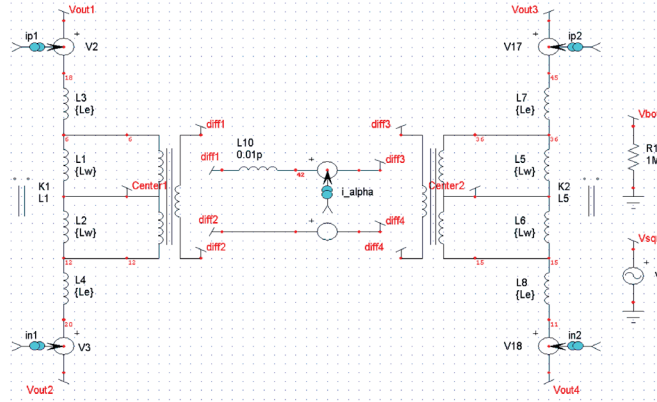 Vout1
Vout3
ip1
V2
V17
ip2
18
45
L3
{Le}
L7
{Le}
6
6
diff1
diff3
36
36
L10
0.01p
diff1
42
diff3
R1
1M
L1
{Lw}
L5
{Lw}
K1
L1
Center1
i_alpha
Center2
K2
L5
L2
{Lw}
diff2
diff4
L6
{Lw}
12
12
diff2
diff4
15
15
L4
{Le}
L8
{Le}
20
11
in1
V3
V18
in2
Vout2
Vout4